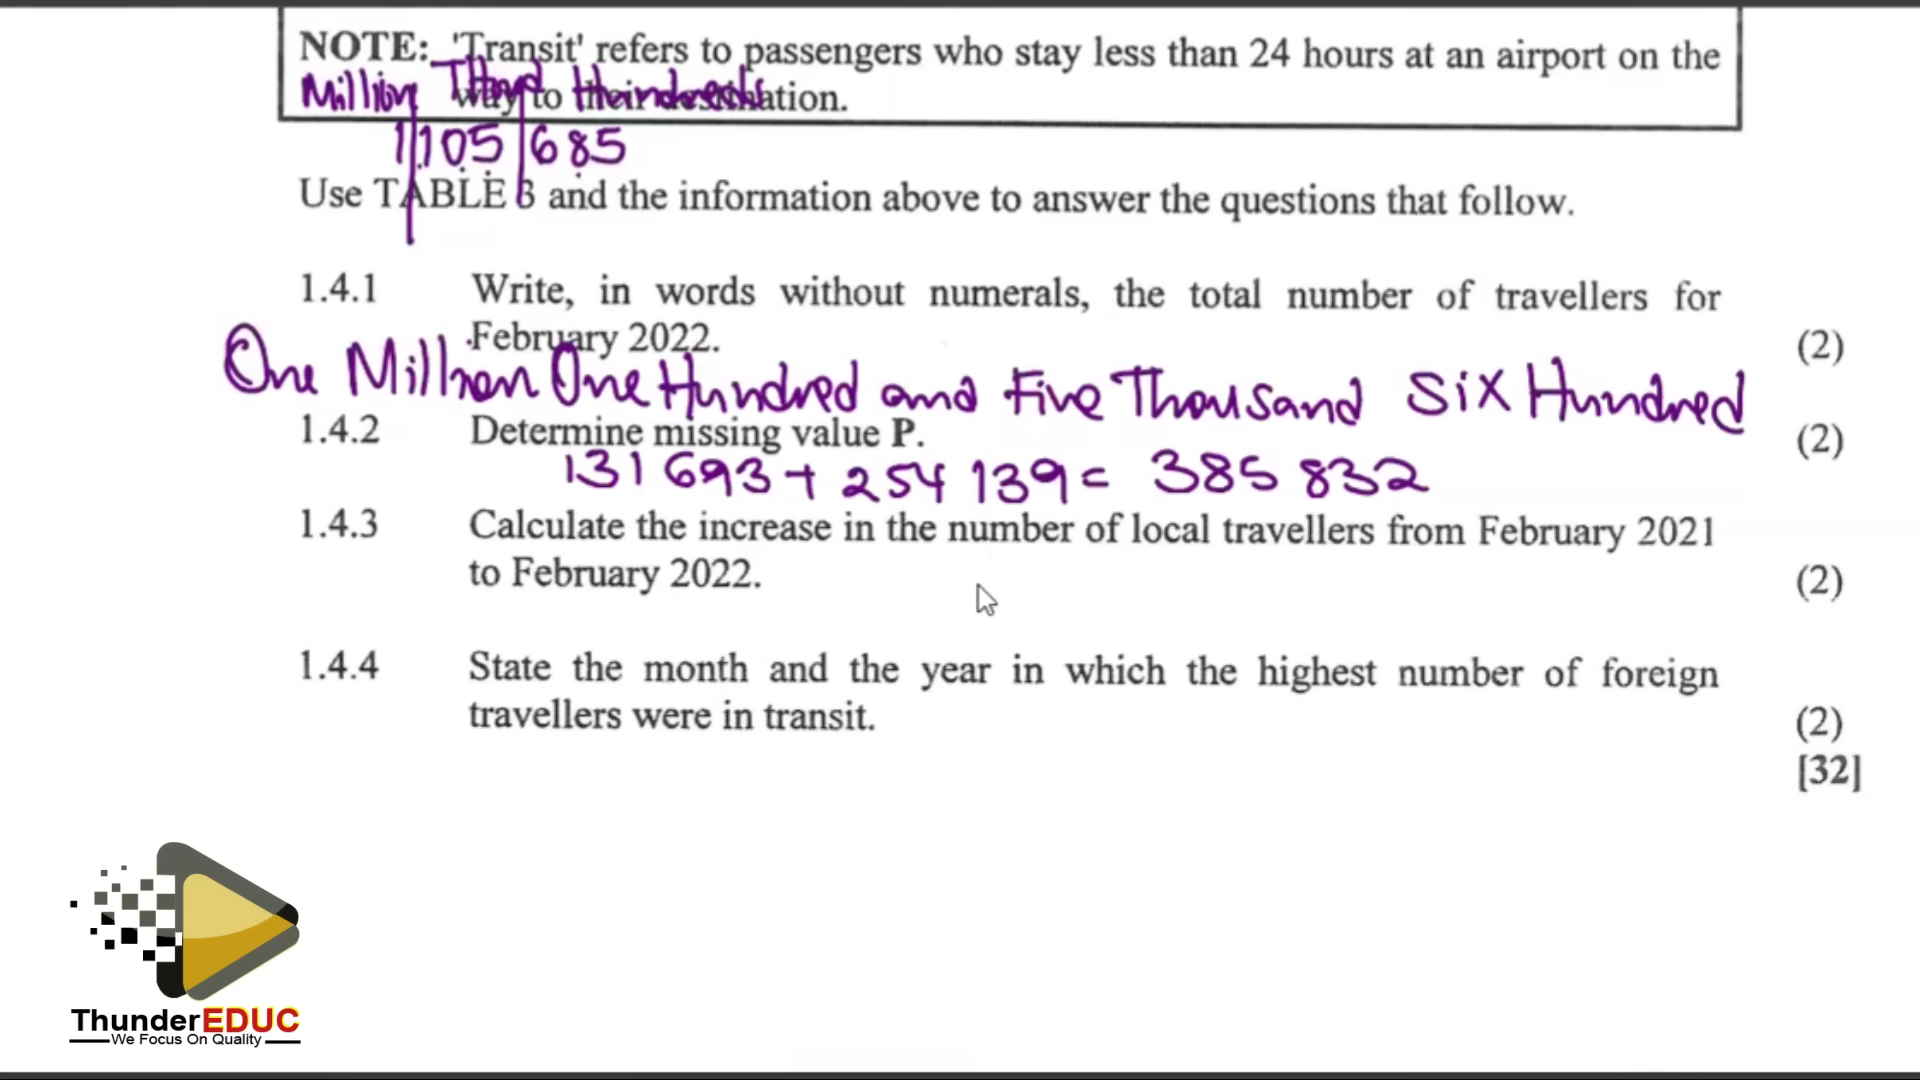 NOTE: 'Transit' refers to passengers who stay less than 24 hours at an airport on the
way to their destination.
Million Hundreds
1 105 685
Use TABLE 3 and the information above to answer the questions that follow.
1.4.1 Write, in words without numerals, the total number of travellers for
February 2022. (2)
One Million One Hundred and Five Thousand Six Hundred
1.4.2 Determine missing value P. (2)
131 693 + 254 139 = 385 832
1.4.3 Calculate the increase in the number of local travellers from February 2021
to February 2022. (2)
1.4.4 State the month and the year in which the highest number of foreign
travellers were in transit. (2)
[32]
ThunderEDUC
We Focus On Quality